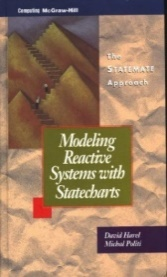 Computing McGraw-Hill
The
STATEMATE
Approach
Modeling
Reactive
Systems with
Statecharts
David Harel
Michal Politi